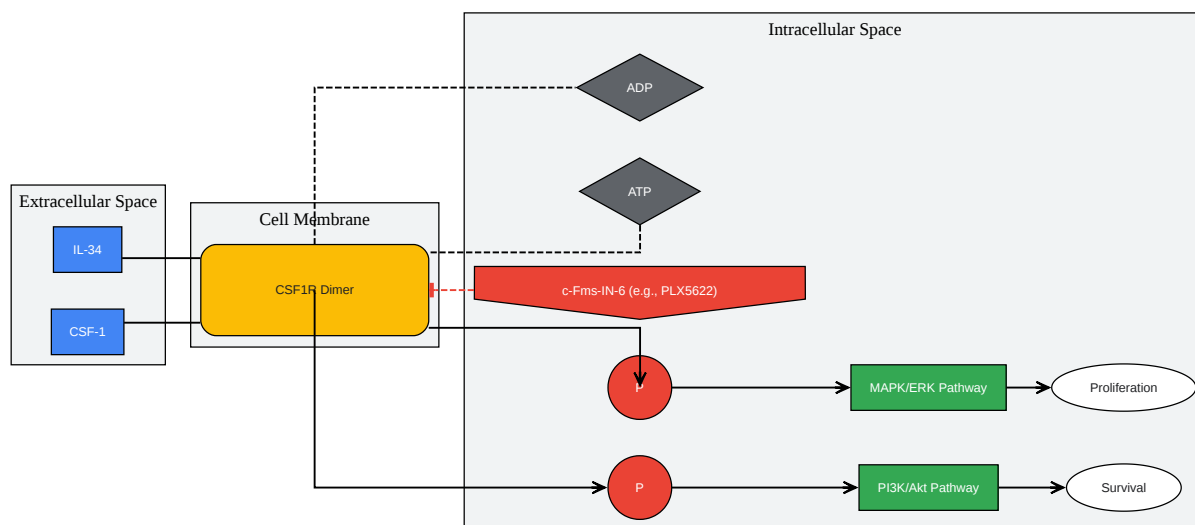 Intracellular Space
ADP
ATP
Extracellular Space
IL-34
CSF-1
Cell Membrane
CSF1R Dimer
c-Fms-IN-6 (e.g., PLX5622)
P
MAPK/ERK Pathway
Proliferation
P
PI3K/Akt Pathway
Survival